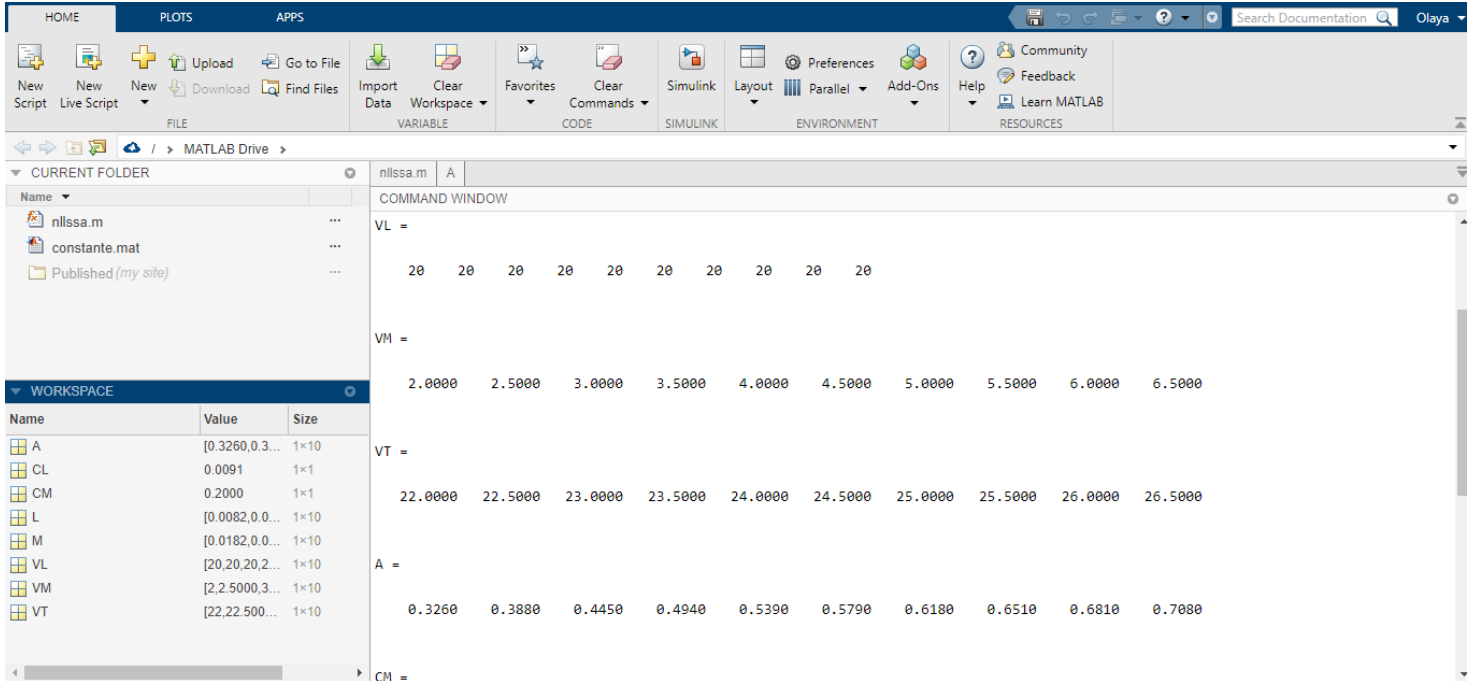 HOME PLOTS APPS Search Documentation Olaya
New Script New Live Script New Upload Download Go to File Find Files Import Data Clear Workspace Favorites Clear Commands Simulink Layout Preferences Parallel Add-Ons Help Community Feedback Learn MATLAB
FILE VARIABLE CODE SIMULINK ENVIRONMENT RESOURCES
/ > MATLAB Drive >
CURRENT FOLDER
Name
nllssa.m ...
constante.mat ...
Published (my site) ...
WORKSPACE
Name Value Size
A [0.3260,0.3... 1×10
CL 0.0091 1×1
CM 0.2000 1×1
L [0.0082,0.0... 1×10
M [0.0182,0.0... 1×10
VL [20,20,20,2... 1×10
VM [2,2.5000,3... 1×10
VT [22,22.500... 1×10
nllssa.m A
COMMAND WINDOW
VL =
20 20 20 20 20 20 20 20 20 20
VM =
2.0000 2.5000 3.0000 3.5000 4.0000 4.5000 5.0000 5.5000 6.0000 6.5000
VT =
22.0000 22.5000 23.0000 23.5000 24.0000 24.5000 25.0000 25.5000 26.0000 26.5000
A =
0.3260 0.3880 0.4450 0.4940 0.5390 0.5790 0.6180 0.6510 0.6810 0.7080
CM =